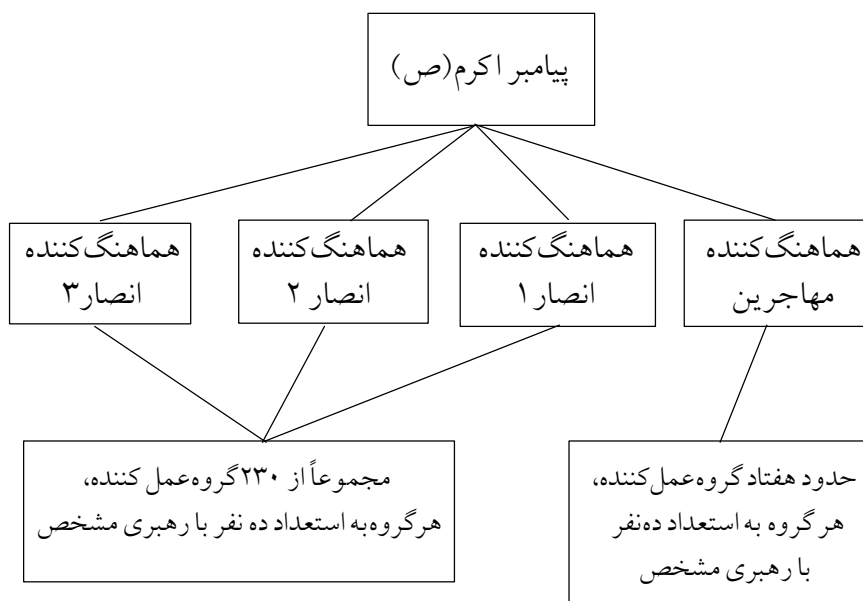 پیامبر اکرم(ص)
هماهنگ‌کننده
مهاجرین
هماهنگ‌کننده
انصار۱
هماهنگ‌کننده
انصار ۲
هماهنگ‌کننده
انصار۳
حدود هفتاد گروه عمل‌کننده،
هر گروه به استعداد ده‌نفر
با رهبری مشخص
مجموعاً از ۲۳۰گروه عمل کننده،
هرگروه به استعداد ده نفر با رهبری مشخص